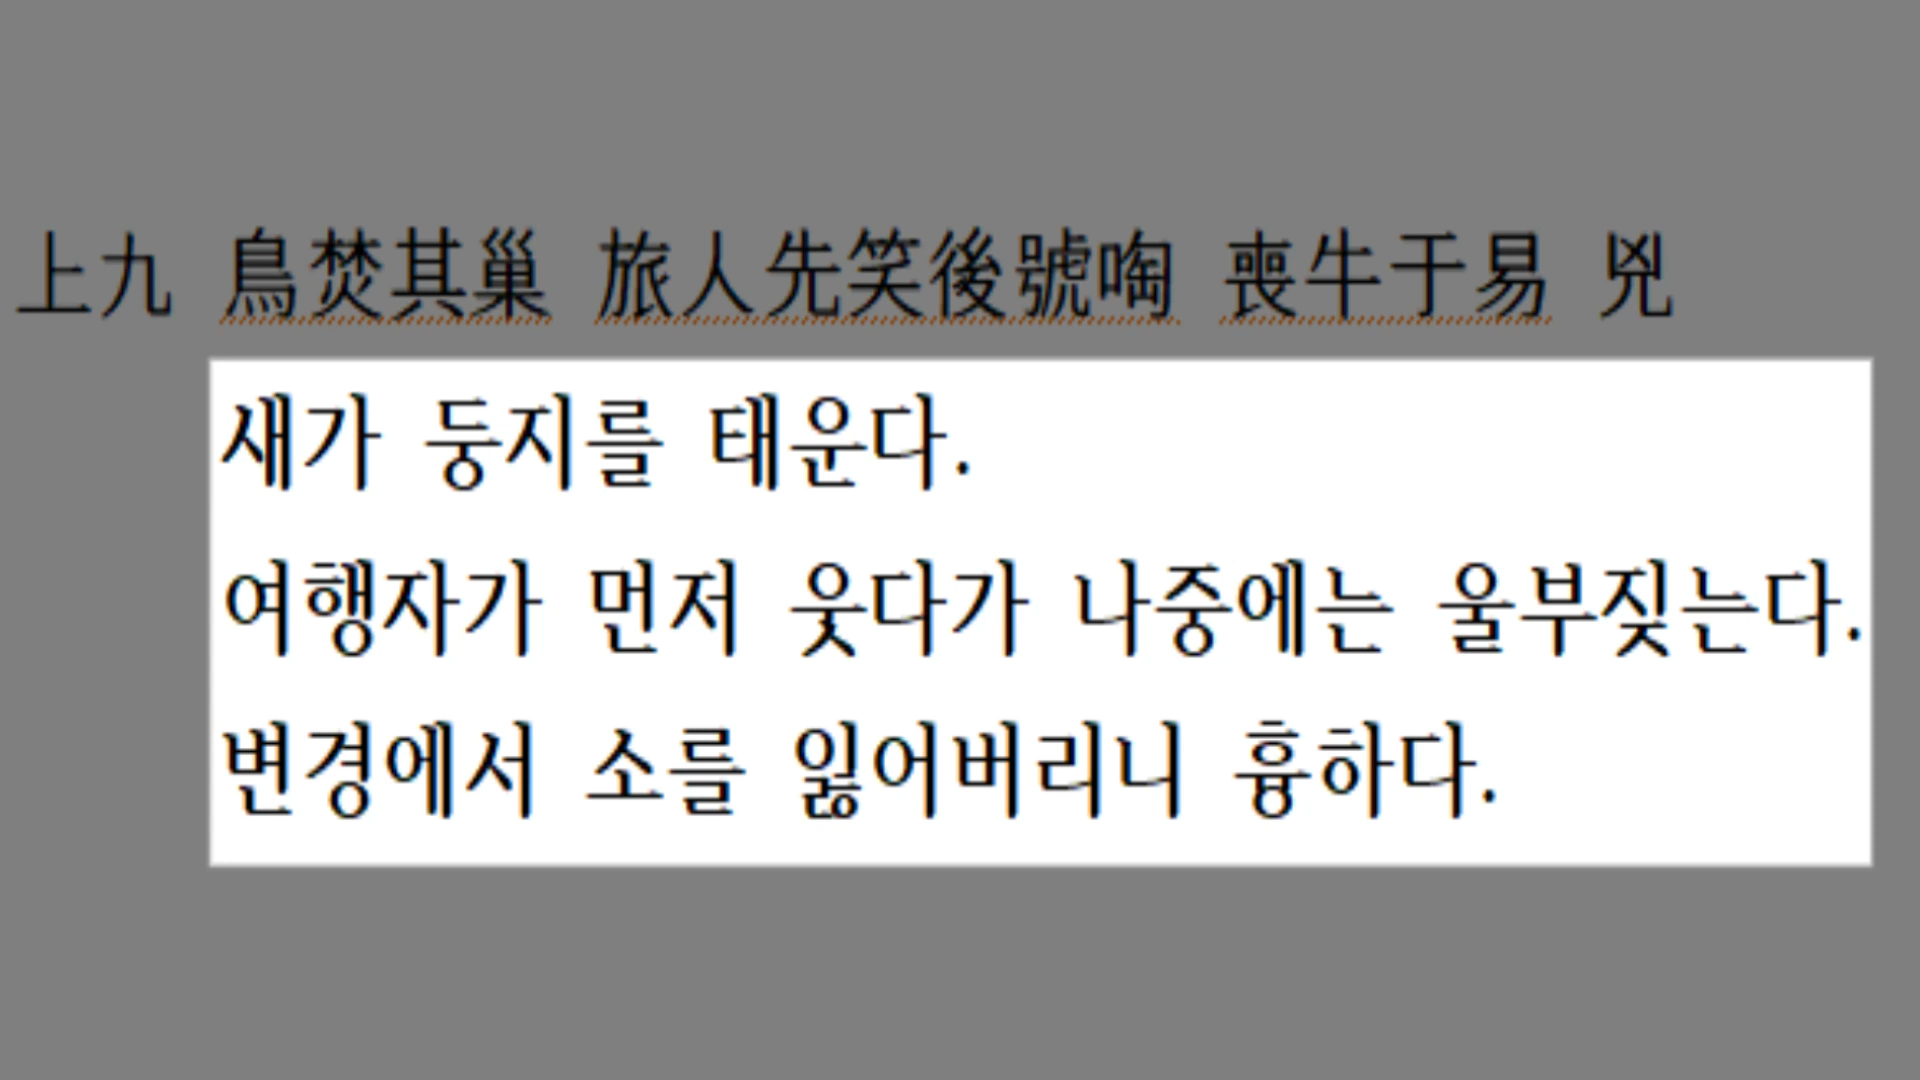 上九 鳥焚其巢 旅人先笑後號啕 喪牛于易 兇
새가 둥지를 태운다.
여행자가 먼저 웃다가 나중에는 울부짖는다.
변경에서 소를 잃어버리니 흉하다.